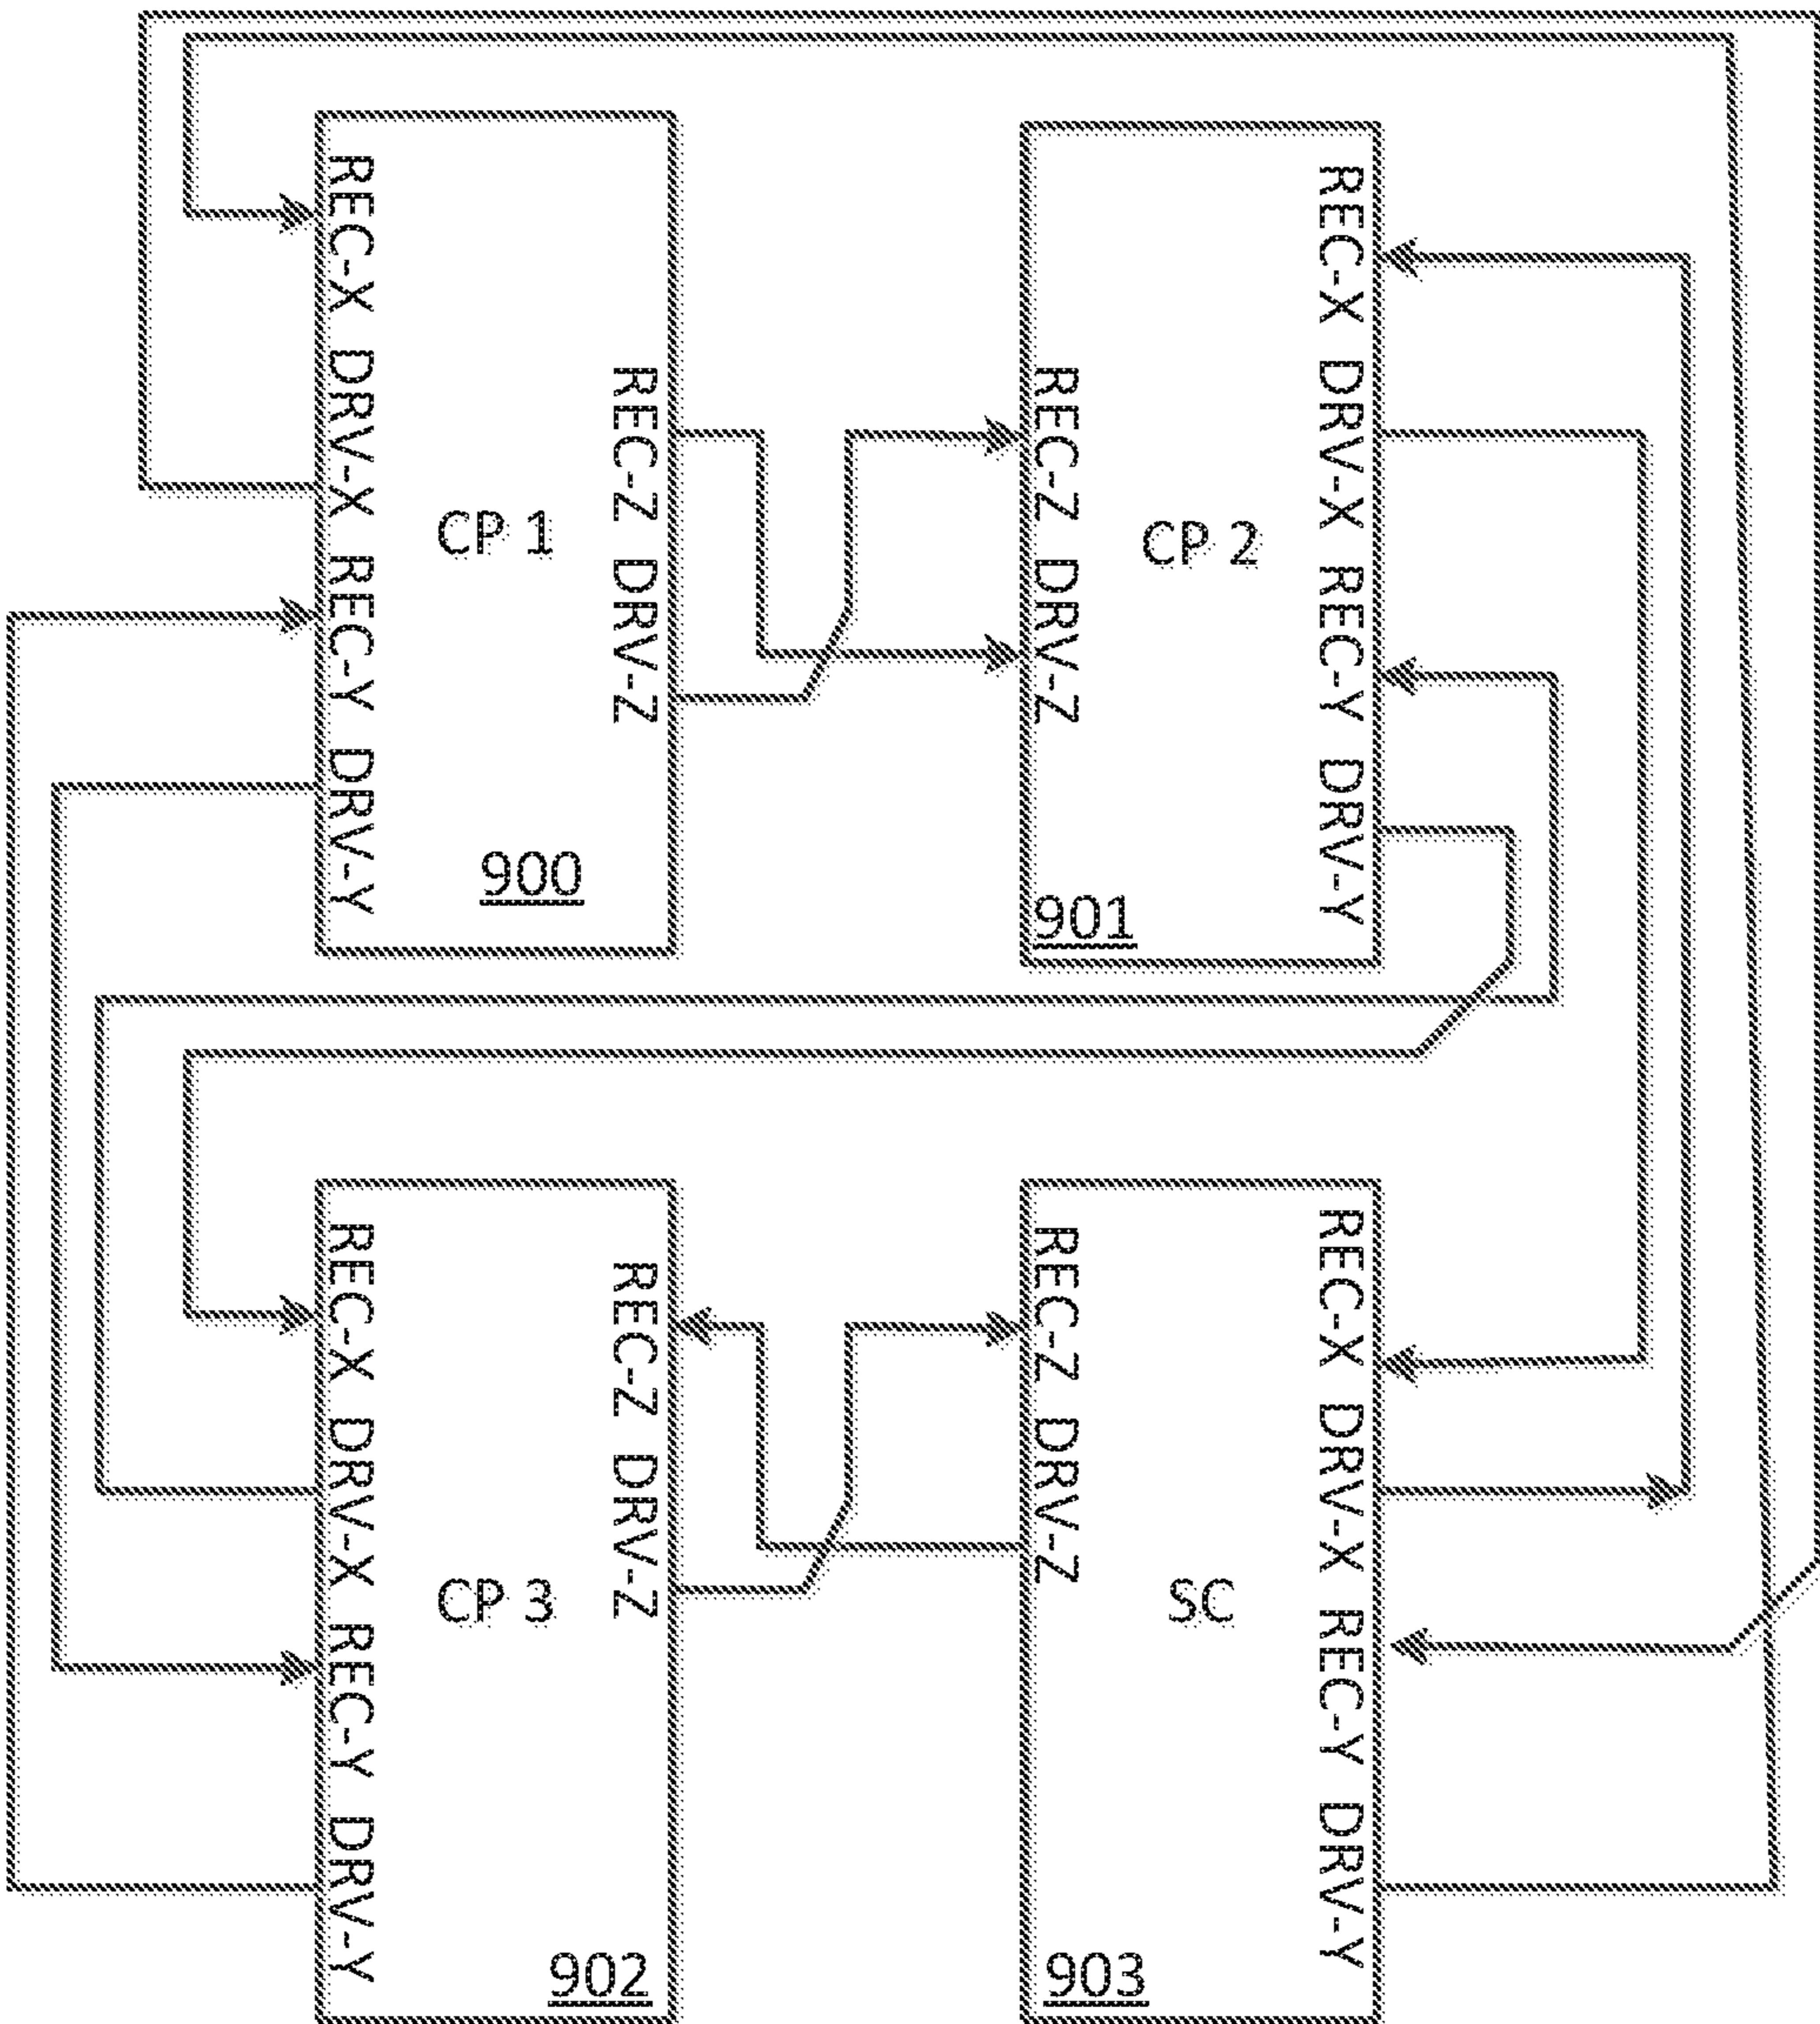 REC-X DRV-X REC-Y DRV-Y
CP 1
REC-Z DRV-Z
900
REC-Z DRV-Z
CP 2
REC-X DRV-X REC-Y DRV-Y
901
REC-X DRV-X REC-Y DRV-Y
CP 3
REC-Z DRV-Z
902
REC-Z DRV-Z
SC
REC-X DRV-X REC-Y DRV-Y
903